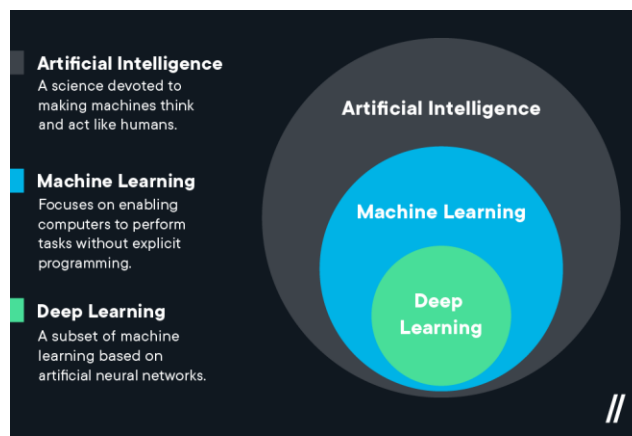 Artificial Intelligence
A science devoted to
making machines think
and act like humans.
Machine Learning
Focuses on enabling
computers to perform
tasks without explicit
programming.
Deep Learning
A subset of machine
learning based on
artificial neural networks.
Artificial Intelligence
Machine Learning
Deep
Learning
//